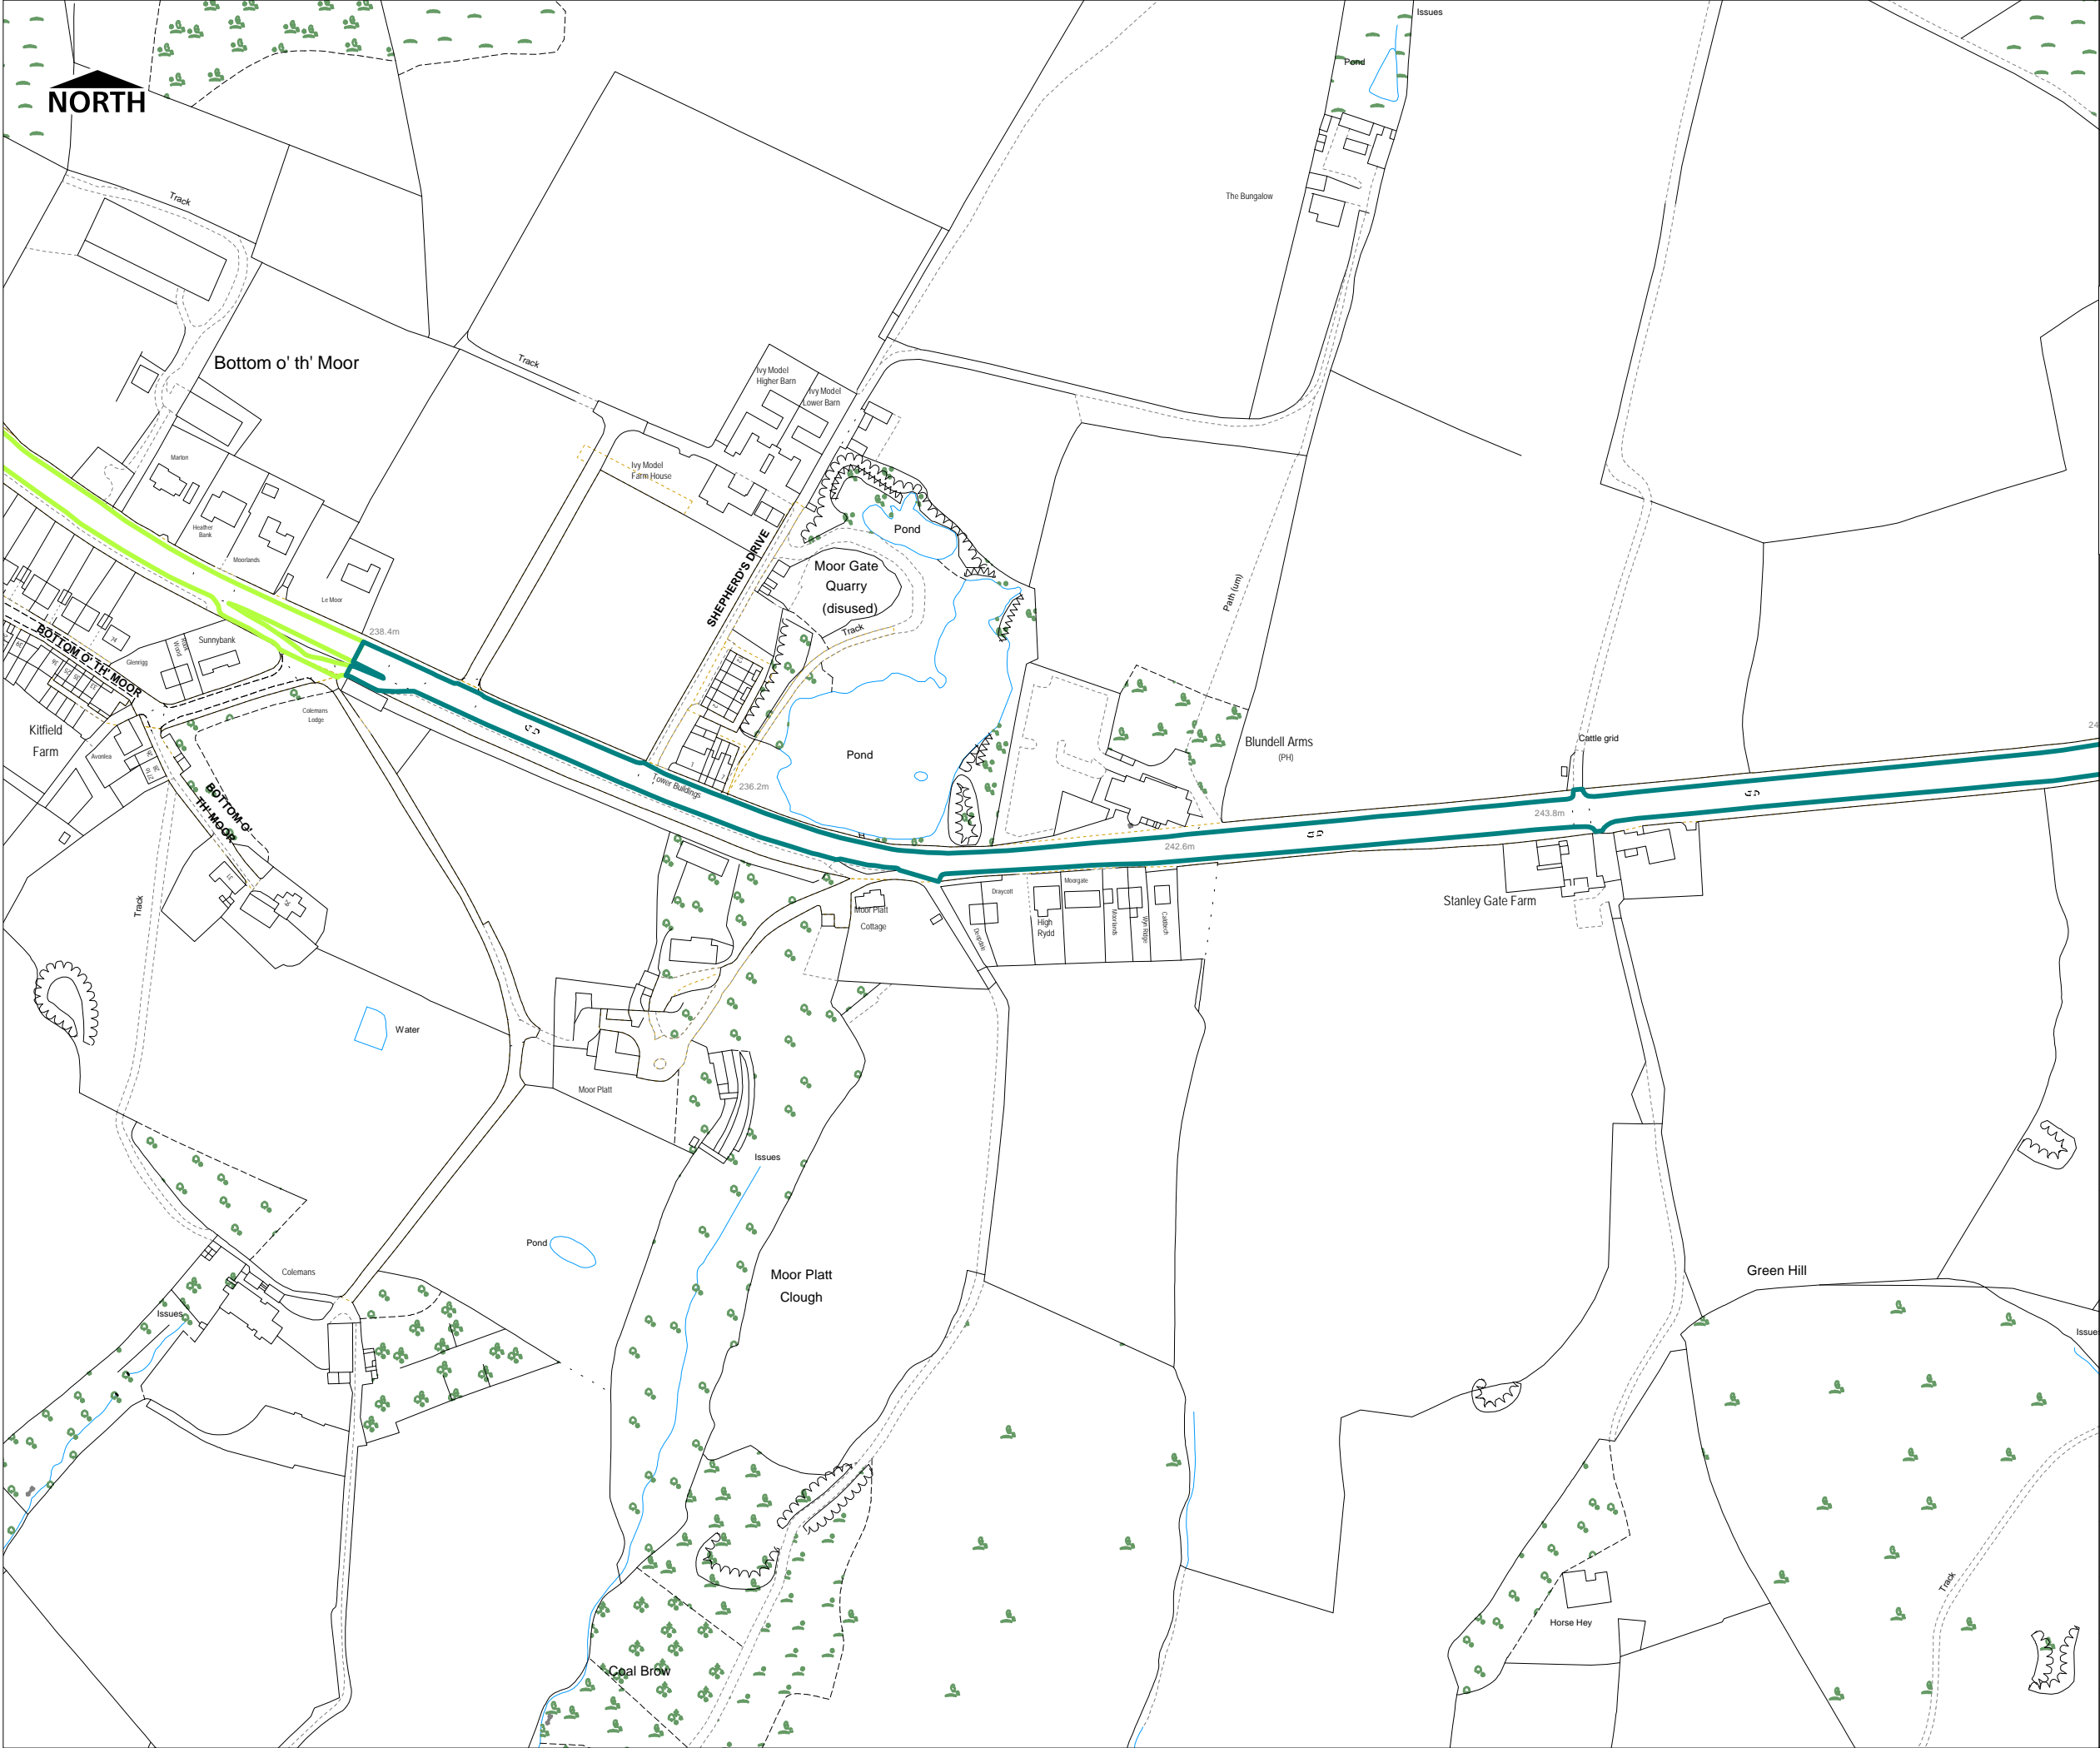 Issues
Pond
NORTH
Track
The Bungalow
Bottom o' th' Moor
Track
Ivy Model
Higher Barn
Ivy Model
Lower Barn
Marlon
Ivy Model
Farm House
Heather
Bank
Pond
Moorlands
SHEPHERD'S DRIVE
Moor Gate
Quarry
(disused)
Le Moor
Path (um)
238.4m
Track
BOTTOM O' TH' MOOR
Sunnybank
Glenrigg
Colemans
Lodge
Kitfield
Farm
Avonlea
Pond
Blundell Arms
(PH)
Cattle grid
Tower Buildings
236.2m
BOTTOM O'
TH' MOOR
243.8m
242.6m
Draycott
Moorgate
Moor Platt
Cottage
High
Rydd
Moorlands
Wyn Ridge
Stanley Gate Farm
Track
31
Water
Moor Platt
Issues
Pond
Colemans
Moor Platt
Clough
Green Hill
Issues
Issue
Track
Horse Hey
Coal Brow